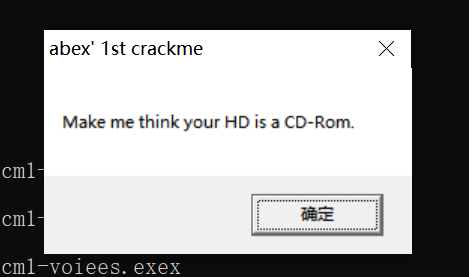 abex' 1st crackme
Make me think your HD is a CD-Rom.
cml-
确定
cml-
cml-voiees.exex